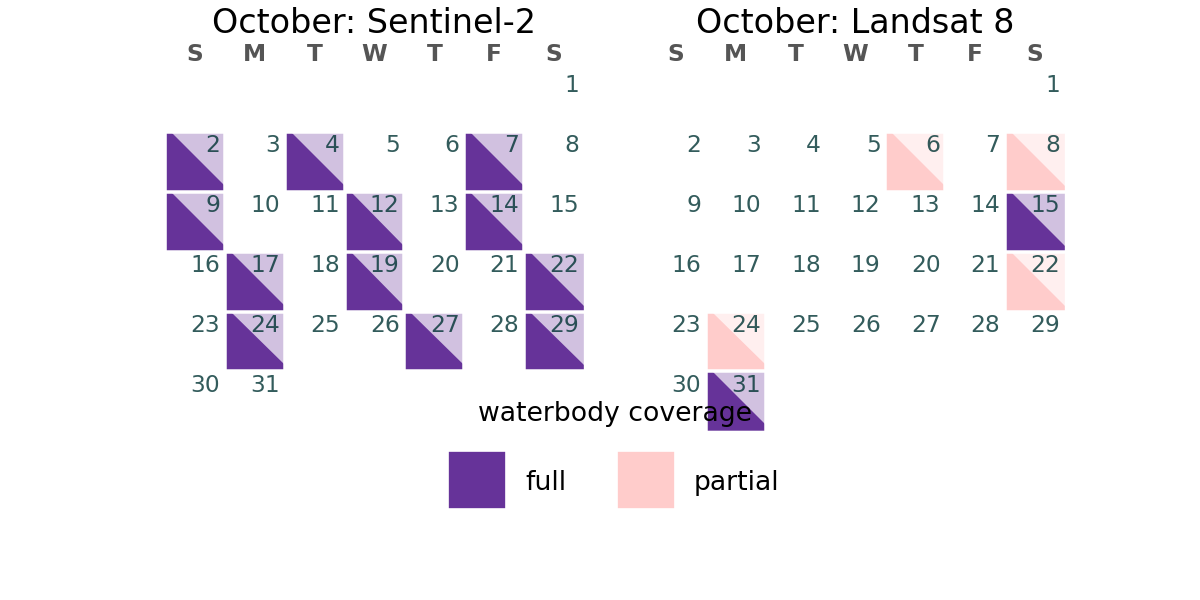 October: Sentinel-2
S M T W T F S
1
2 3 4 5 6 7 8
9 10 11 12 13 14 15
16 17 18 19 20 21 22
23 24 25 26 27 28 29
30 31
October: Landsat 8
S M T W T F S
1
2 3 4 5 6 7 8
9 10 11 12 13 14 15
16 17 18 19 20 21 22
23 24 25 26 27 28 29
30 31
waterbody coverage
full partial